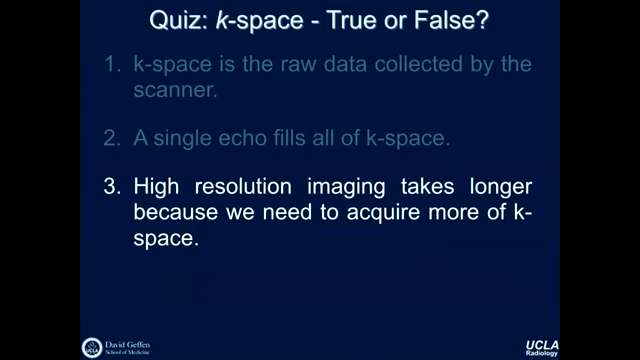 Quiz: k-space - True or False?
1. k-space is the raw data collected by the
scanner.
2. A single echo fills all of k-space.
3. High resolution imaging takes longer
because we need to acquire more of k-
space.
UCLA
David Geffen
School of Medicine
UCLA
Radiology